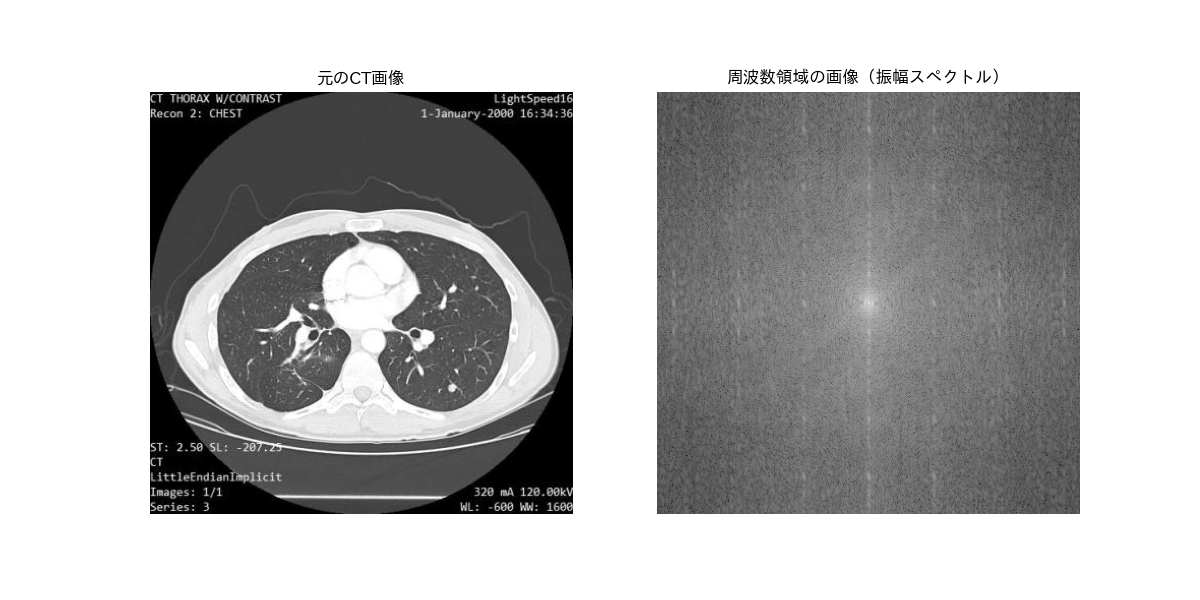 元のCT画像
周波数領域の画像（振幅スペクトル）
CT THORAX W/CONTRAST
LightSpeed16
Recon 2: CHEST
1-January-2000 16:34:36
ST: 2.50 SL: -207.25
CT
LittleEndianImplicit
Images: 1/1
320 mA 120.00kV
Series: 3
WL: -600 WW: 1600